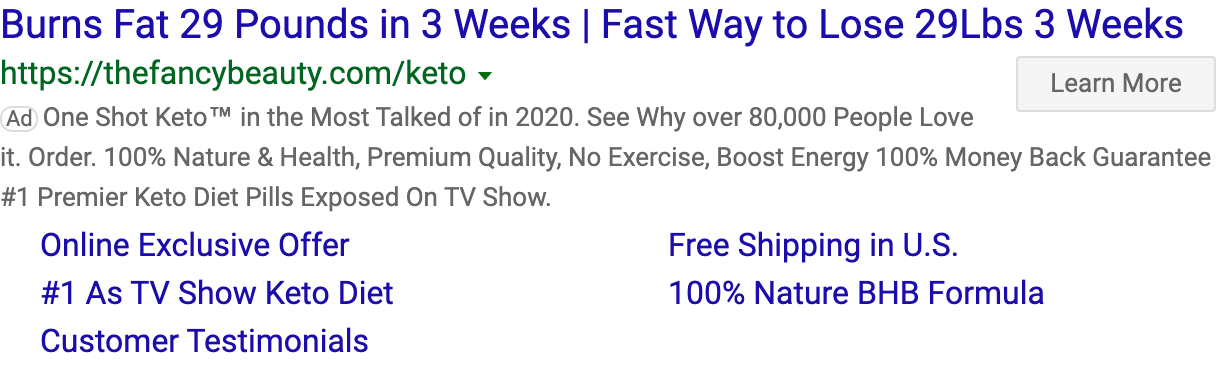 Burns Fat 29 Pounds in 3 Weeks | Fast Way to Lose 29Lbs 3 Weeks
https://thefancybeauty.com/keto
Learn More
Ad One Shot Keto™ in the Most Talked of in 2020. See Why over 80,000 People Love
it. Order. 100% Nature & Health, Premium Quality, No Exercise, Boost Energy 100% Money Back Guarantee
#1 Premier Keto Diet Pills Exposed On TV Show.
Online Exclusive Offer
Free Shipping in U.S.
#1 As TV Show Keto Diet
100% Nature BHB Formula
Customer Testimonials